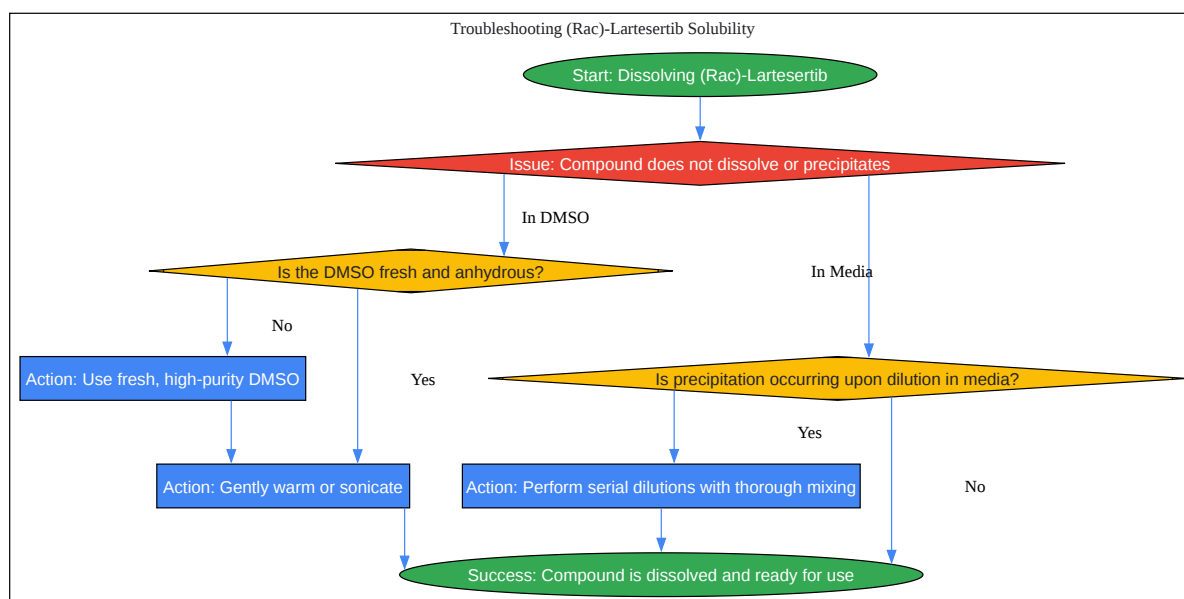 Troubleshooting (Rac)-Lartesertib Solubility
Start: Dissolving (Rac)-Lartesertib
Issue: Compound does not dissolve or precipitates
In DMSO
Is the DMSO fresh and anhydrous?
In Media
No
Action: Use fresh, high-purity DMSO
Yes
Is precipitation occurring upon dilution in media?
Yes
Action: Gently warm or sonicate
Action: Perform serial dilutions with thorough mixing
No
Success: Compound is dissolved and ready for use